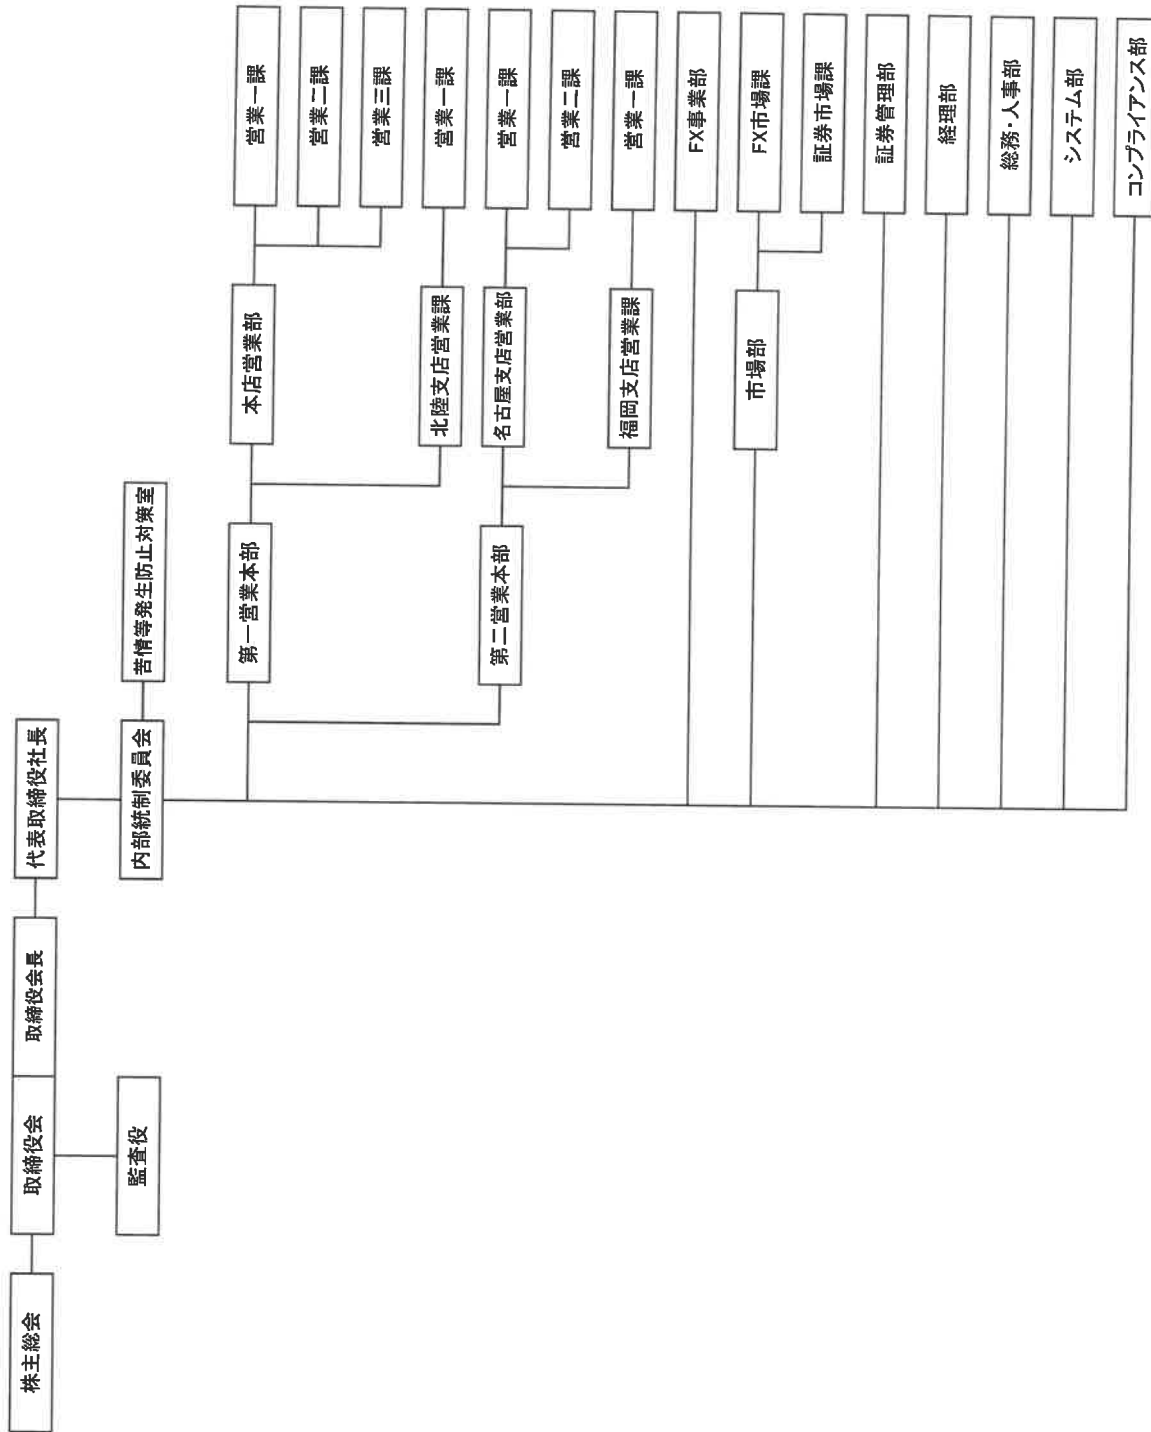 株主総会
取締役会
取締役会長
代表取締役社長
監査役
内部統制委員会
苦情等発生防止対策室
第一営業本部
本店営業部
営業一課
営業二課
営業三課
北陸支店営業課
営業一課
第二営業本部
名古屋支店営業部
営業一課
営業二課
福岡支店営業課
営業一課
FX事業部
市場部
FX市場課
証券市場課
証券管理部
経理部
総務・人事部
システム部
コンプライアンス部